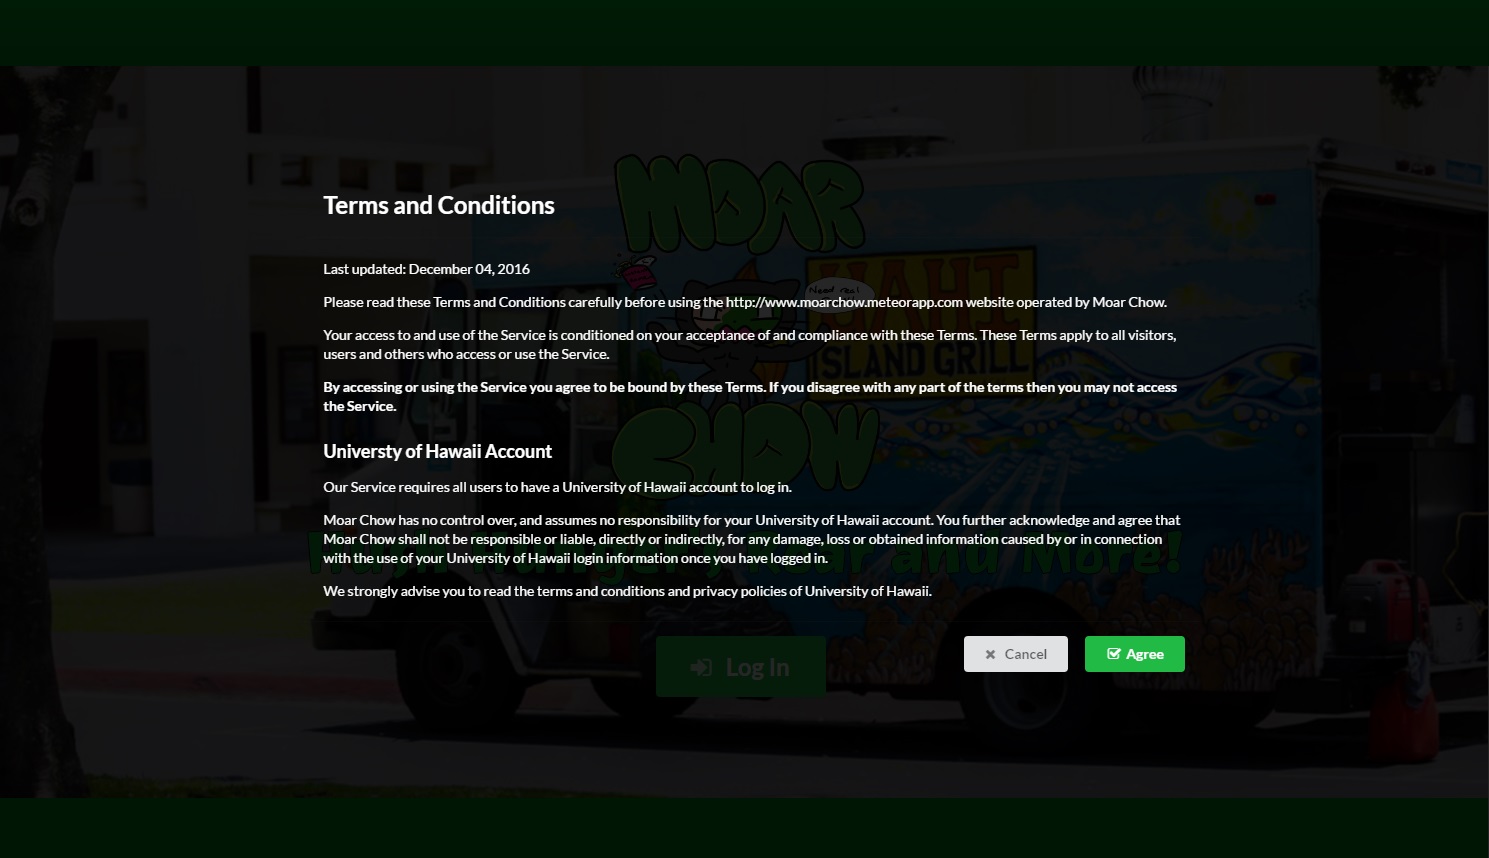 MOAR
Terms and Conditions
Last updated: December 04, 2016
Need real
HAHT
Please read these Terms and Conditions carefully before using the http://www.moarchow.meteorapp.com website operated by Moar Chow.
Your access to and use of the Service is conditioned on your acceptance of and compliance with these Terms. These Terms apply to all visitors,
users and others who access or use the Service.
ISLAND GRILL
By accessing or using the Service you agree to be bound by these Terms. If you disagree with any part of the terms then you may not access
the Service.
CHOW
Universty of Hawaii Account
Our Service requires all users to have a University of Hawaii account to log in.
Moar Chow has no control over, and assumes no responsibility for your University of Hawaii account. You further acknowledge and agree that
Moar Chow shall not be responsible or liable, directly or indirectly, for any damage, loss or obtained information caused by or in connection
with the use of your University of Hawaii login information once you have logged in.
and More!
We strongly advise you to read the terms and conditions and privacy policies of University of Hawaii.
Cancel
Agree
Log In